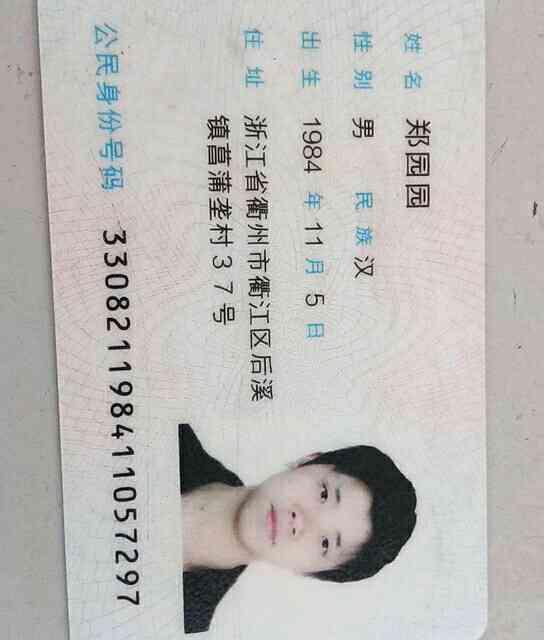 姓名 郑园园
性别 男 民族 汉
出生 1984 年 11 月 5 日
住址 浙江省衢州市衢江区后溪
镇菖蒲垄村37号
公民身份号码 330821198411057297